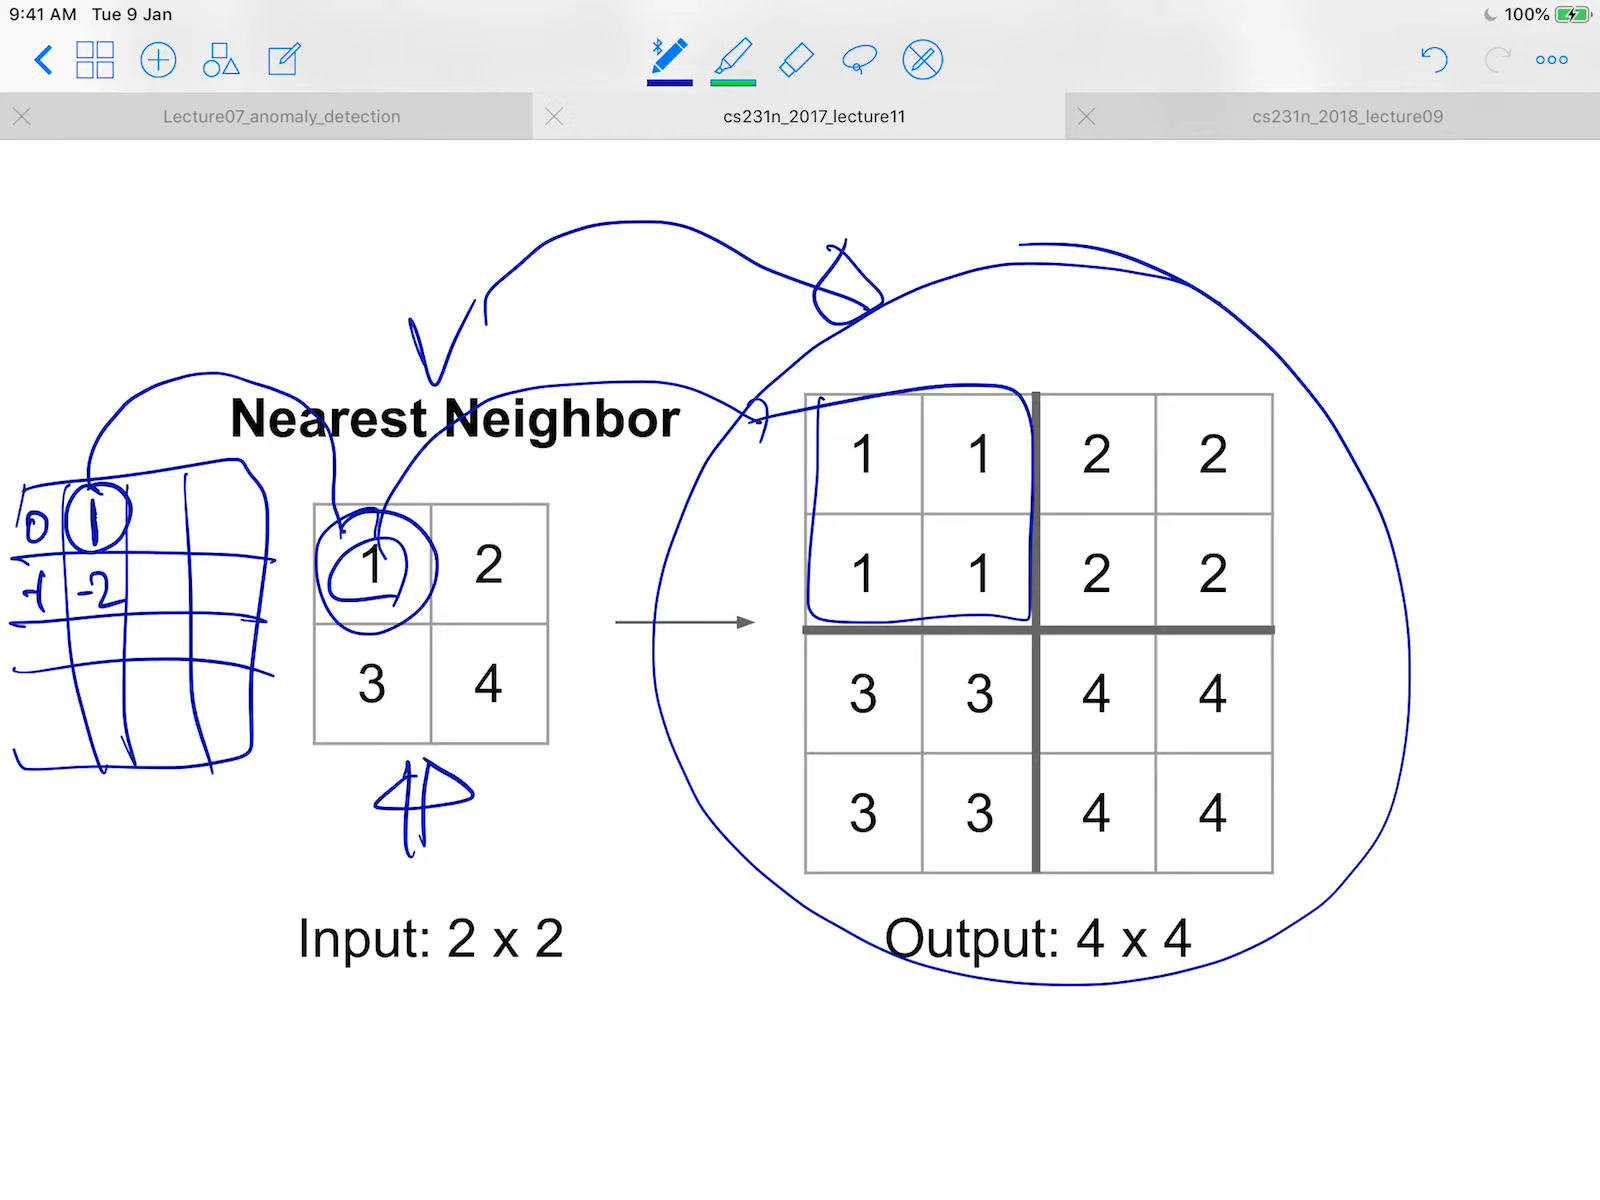 9:41 AM Tue 9 Jan
100%
Lecture07_anomaly_detection
cs231n_2017_lecture11
cs231n_2018_lecture09
Nearest Neighbor
0 1
-1 -2
1 2
3 4
1 1 2 2
1 1 2 2
3 3 4 4
3 3 4 4
Input: 2 x 2
Output: 4 x 4